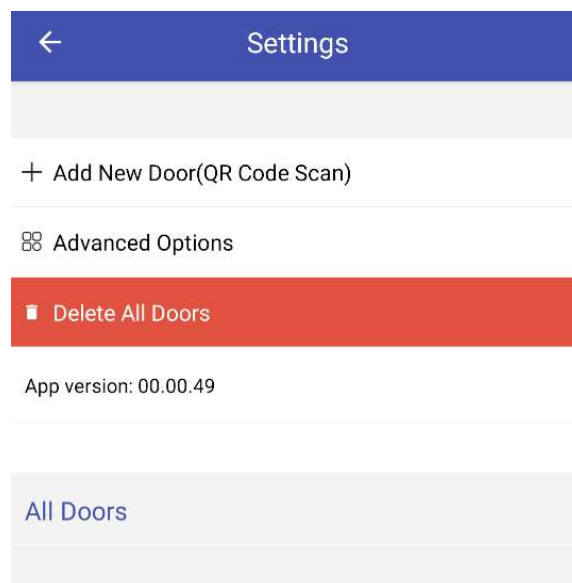 Settings
Add New Door(QR Code Scan)
Advanced Options
Delete All Doors
App version: 00.00.49
All Doors